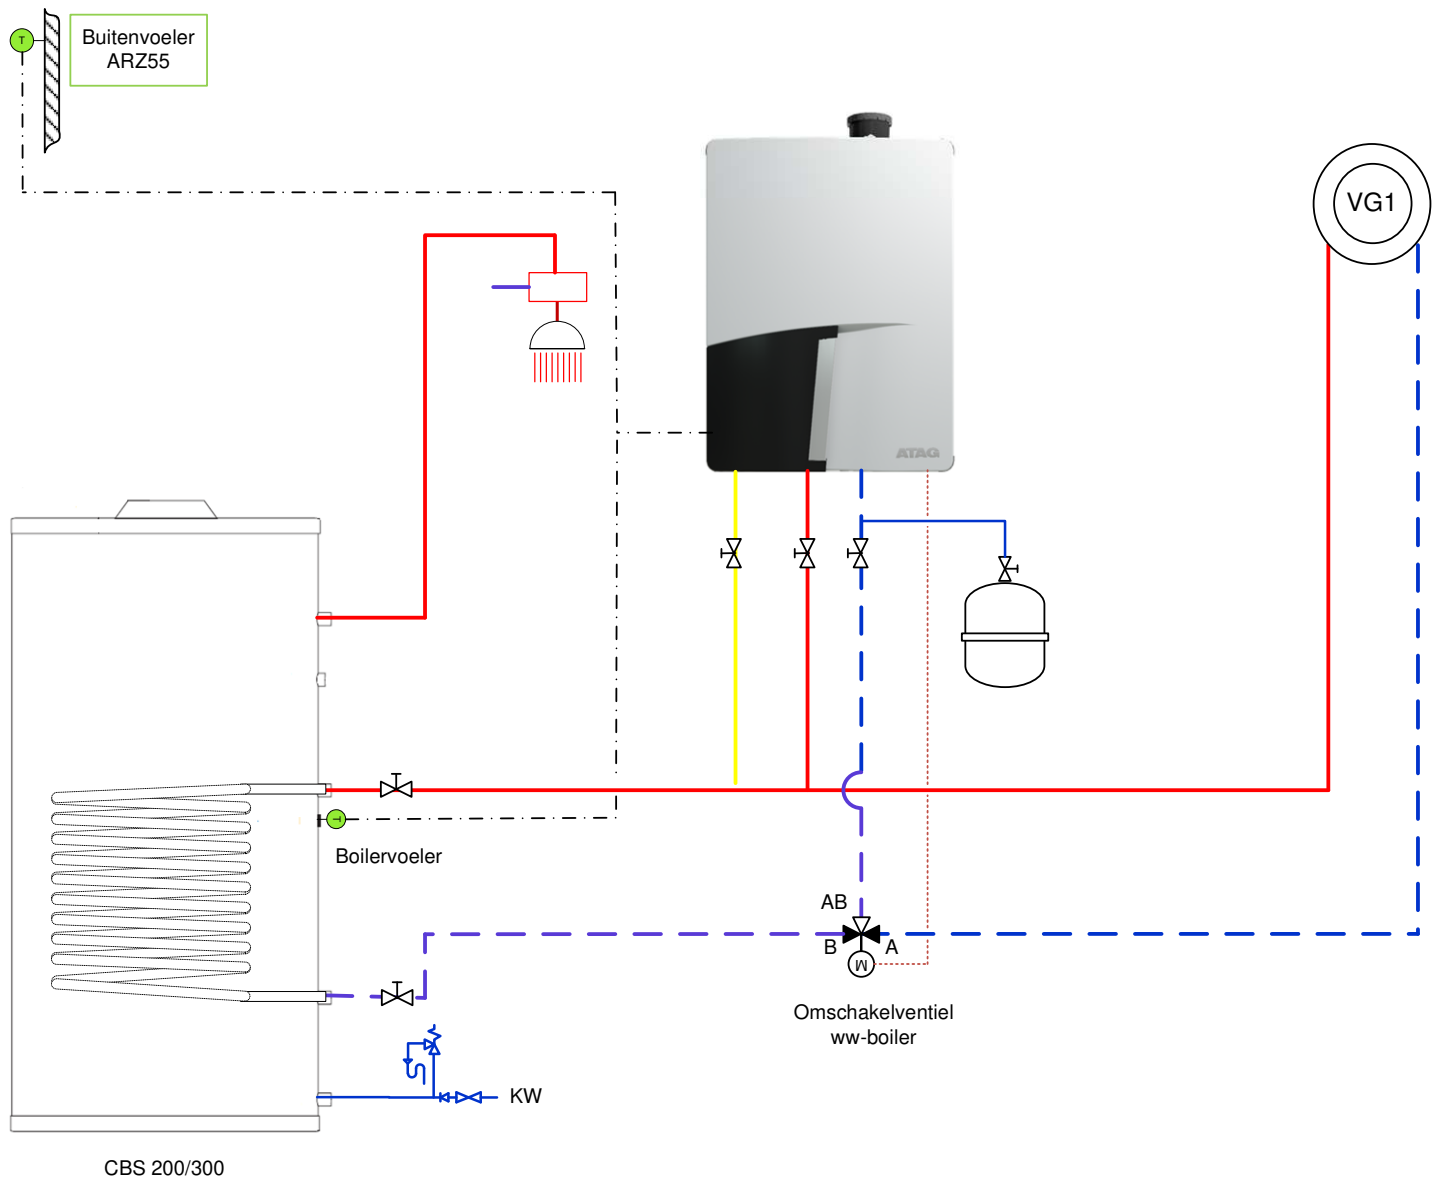 T
Buitenvoeler
ARZ55
VG1
ATAG
T
Boilervoeler
AB
B
A
M
Omschakelventiel
ww-boiler
KW
CBS 200/300